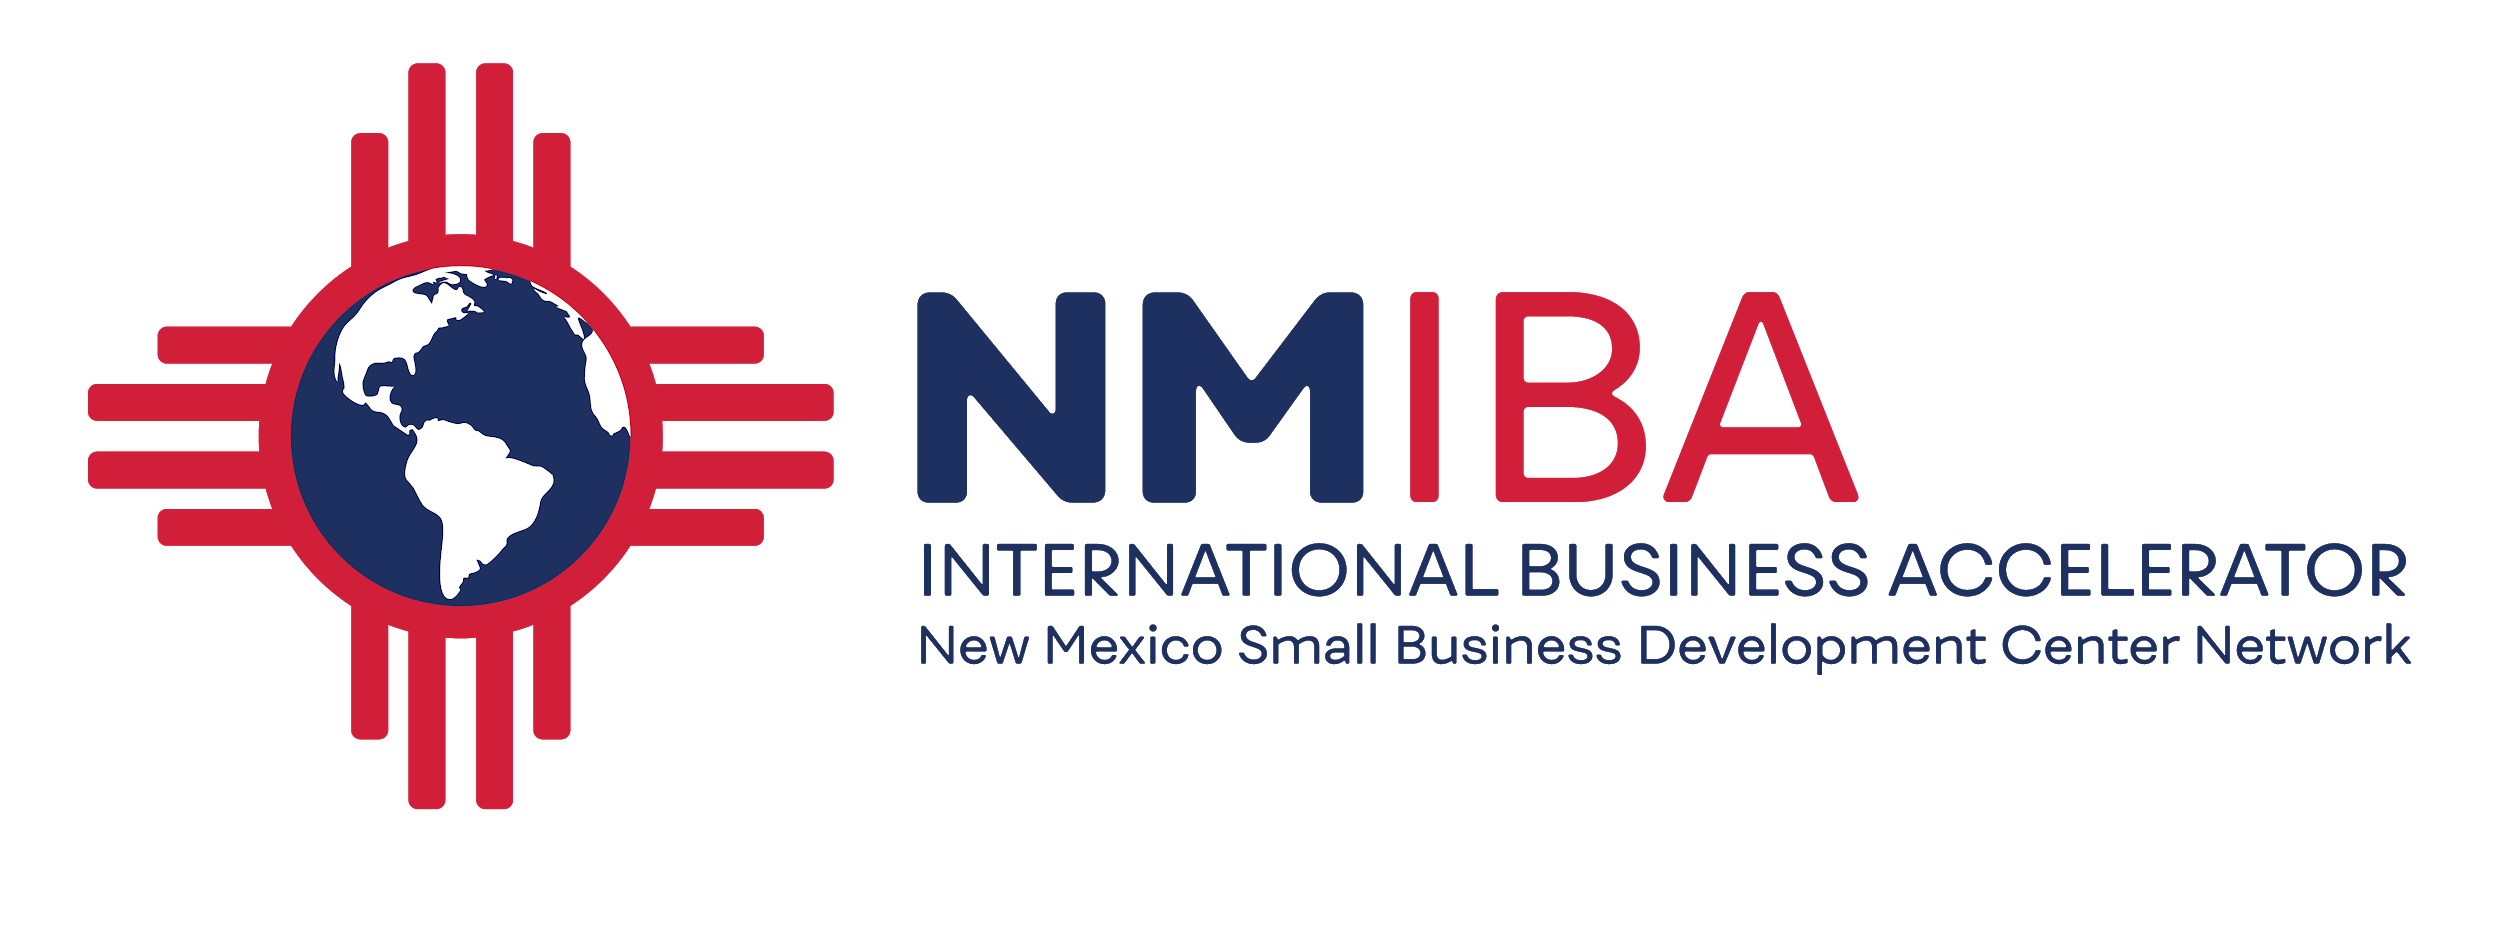 NMIBA
INTERNATIONAL BUSINESS ACCELERATOR
New Mexico Small Business Development Center Network